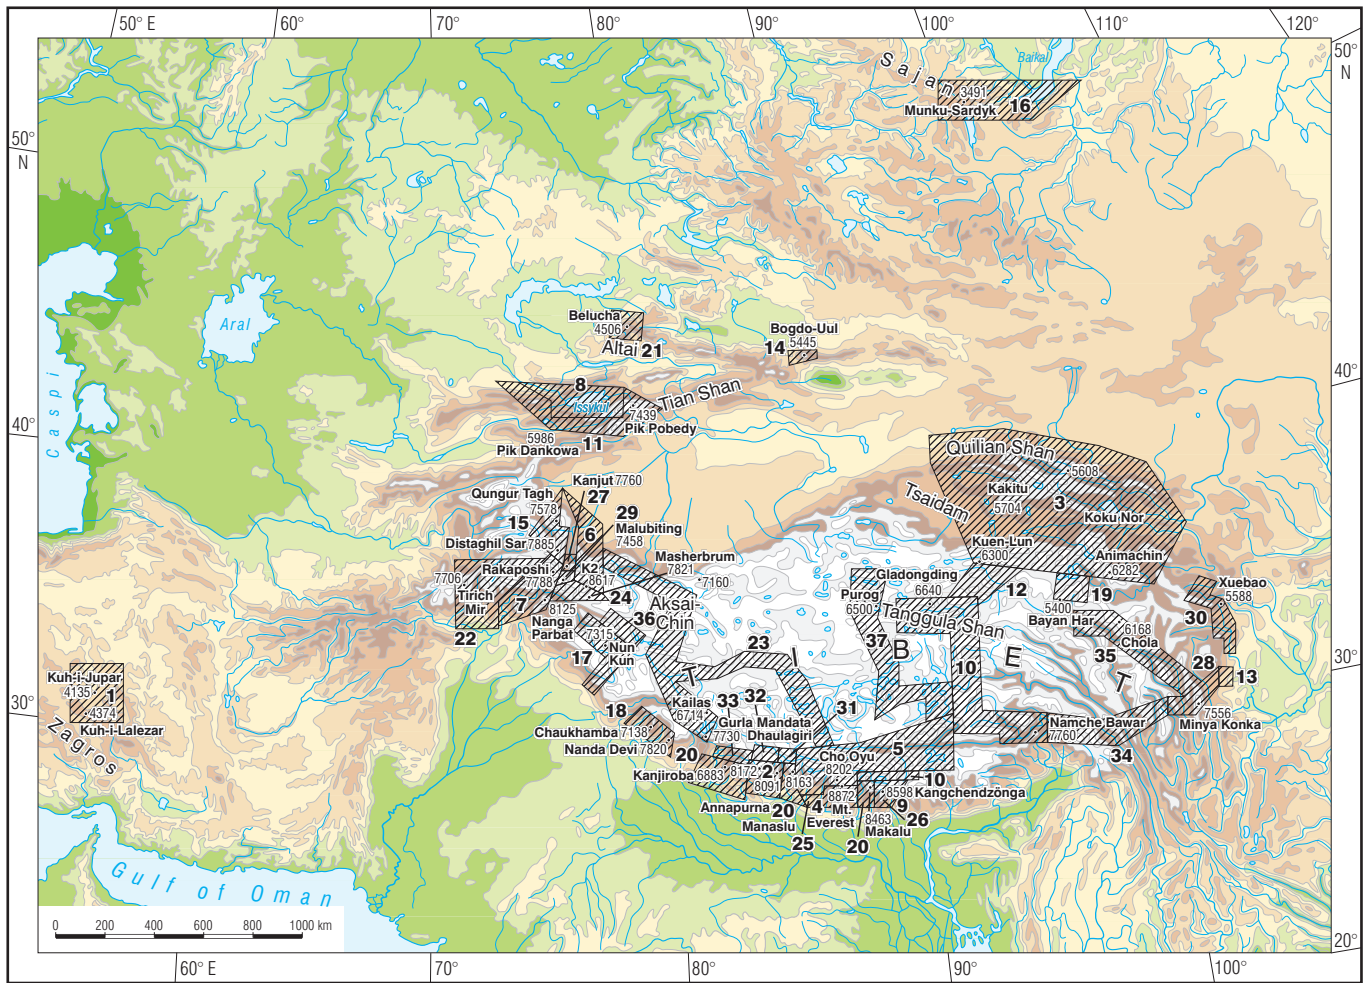 50° E
60°
70°
80°
90°
100°
110°
120°
50°
N
50°
N
Sajan
Baikal
3491
Munku-Sardyk 16
Aral
Caspi
Belucha
4506
Altai 21
Bogdo-Uul
14 5445
40°
40°
8
Issykul
Tian Shan
7439
Pik Pobedy
5986
Pik Dankowa
11
Quilian Shan
5608
Kakitu
5704
3
Koku Nor
Tsaidam
Kuen-Lun
6300
Animachin
6282
Kanjut 7760
27
Qungur Tagh
7578
15
6
29
Malubiting
7458
Distaghil Sar
7885
Masherbrum
7821
7160
Rakaposhi
7788
K2
8617
7706
Tirich
Mir
7
8125
24
Aksai-
Chin
36
22
Nanga
Parbat
7315
Nun
Kun
17
Gladongding
6640
Purog
6500
Tanggula Shan
12
19
5400
Bayan Har
6168
Chola
35
Xuebao
5588
30
37
23
T I B E T
10
28
13
30°
30°
Kuh-i-Jupar
4135
1
4374
Kuh-i-Lalezar
Zagros
Kailas
6714
33
32
31
Gurla Mandata
7730
Dhaulagiri
18
Chaukhamba 7138
Nanda Devi 7820
20
Kanjiroba 6883
8172
2
8091
8163
Cho Oyu
8202
5
10
Namche Bawar
7760
34
7556
Minya Konka
Annapurna
20
Manaslu
4
8872
Mt.
Everest
25
20
8598
Kangchendzönga
9
26
8463
Makalu
Gulf of Oman
0 200 400 600 800 1000 km
20°
60° E
70°
80°
90°
100°